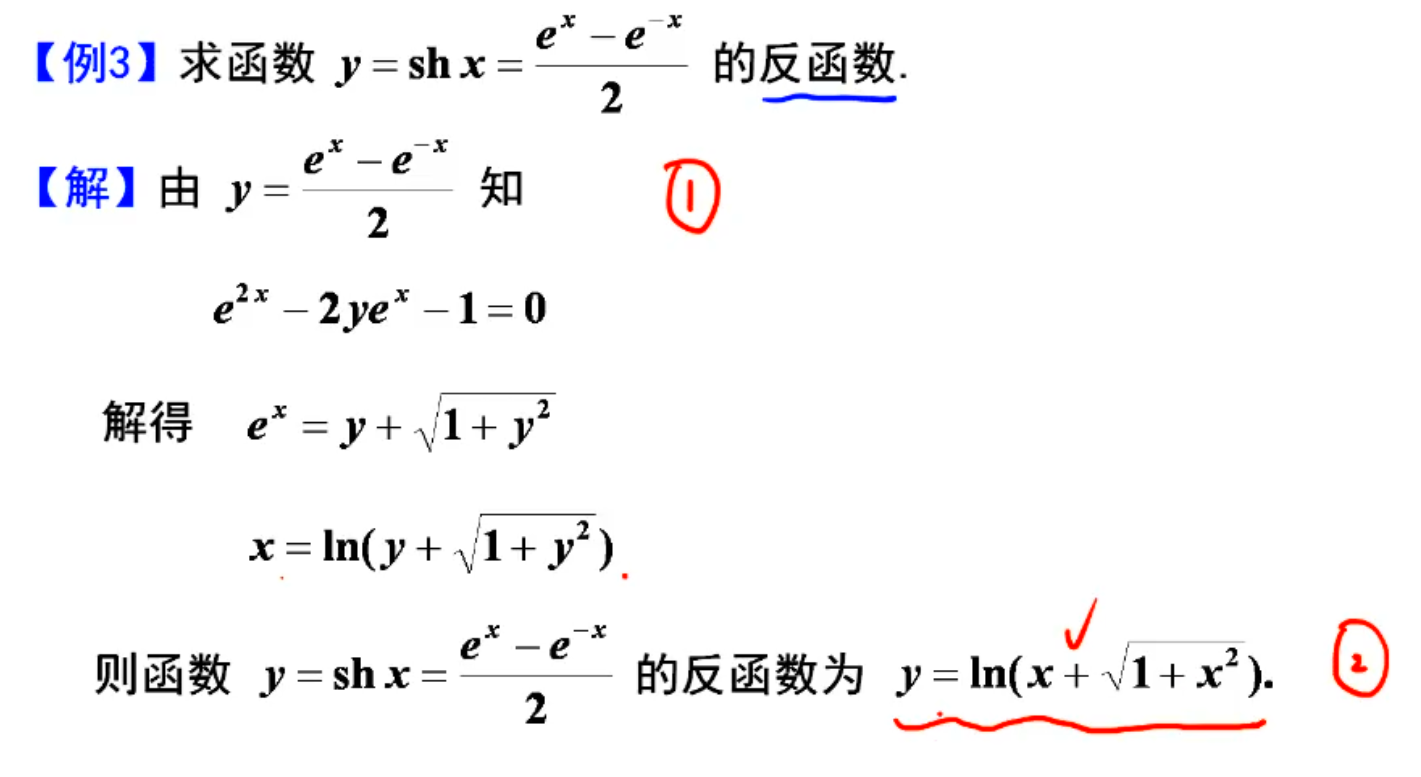 【例3】求函数 y = sh x = \frac{e^x - e^{-x}}{2} 的反函数.
【解】由 y = \frac{e^x - e^{-x}}{2} 知 ①
e^{2x} - 2ye^x - 1 = 0
解得 e^x = y + \sqrt{1 + y^2}
x = ln(y + \sqrt{1 + y^2})
则函数 y = sh x = \frac{e^x - e^{-x}}{2} 的反函数为 y = ln(x + \sqrt{1 + x^2}). ✓ ②